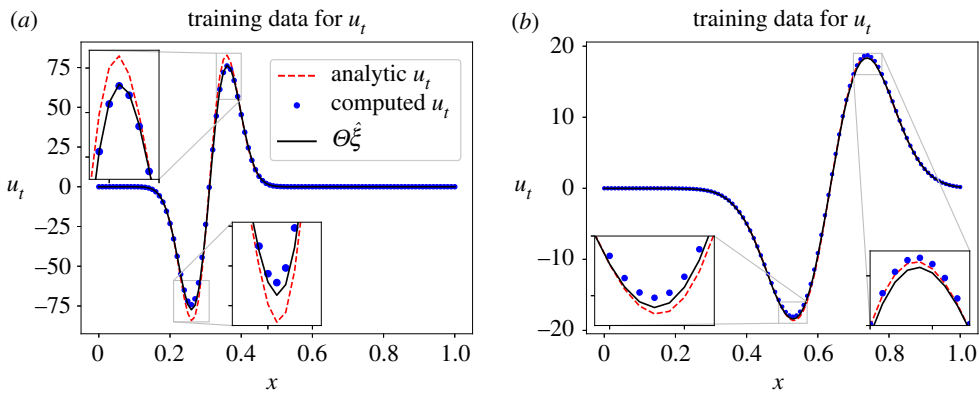 (a) training data for u_t
75
50
25
0
−25
−50
−75
u_t
0 0.2 0.4 0.6 0.8 1.0
x
analytic u_t
computed u_t
Θξ̂
(b) training data for u_t
20
10
0
−10
−20
u_t
0 0.2 0.4 0.6 0.8 1.0
x